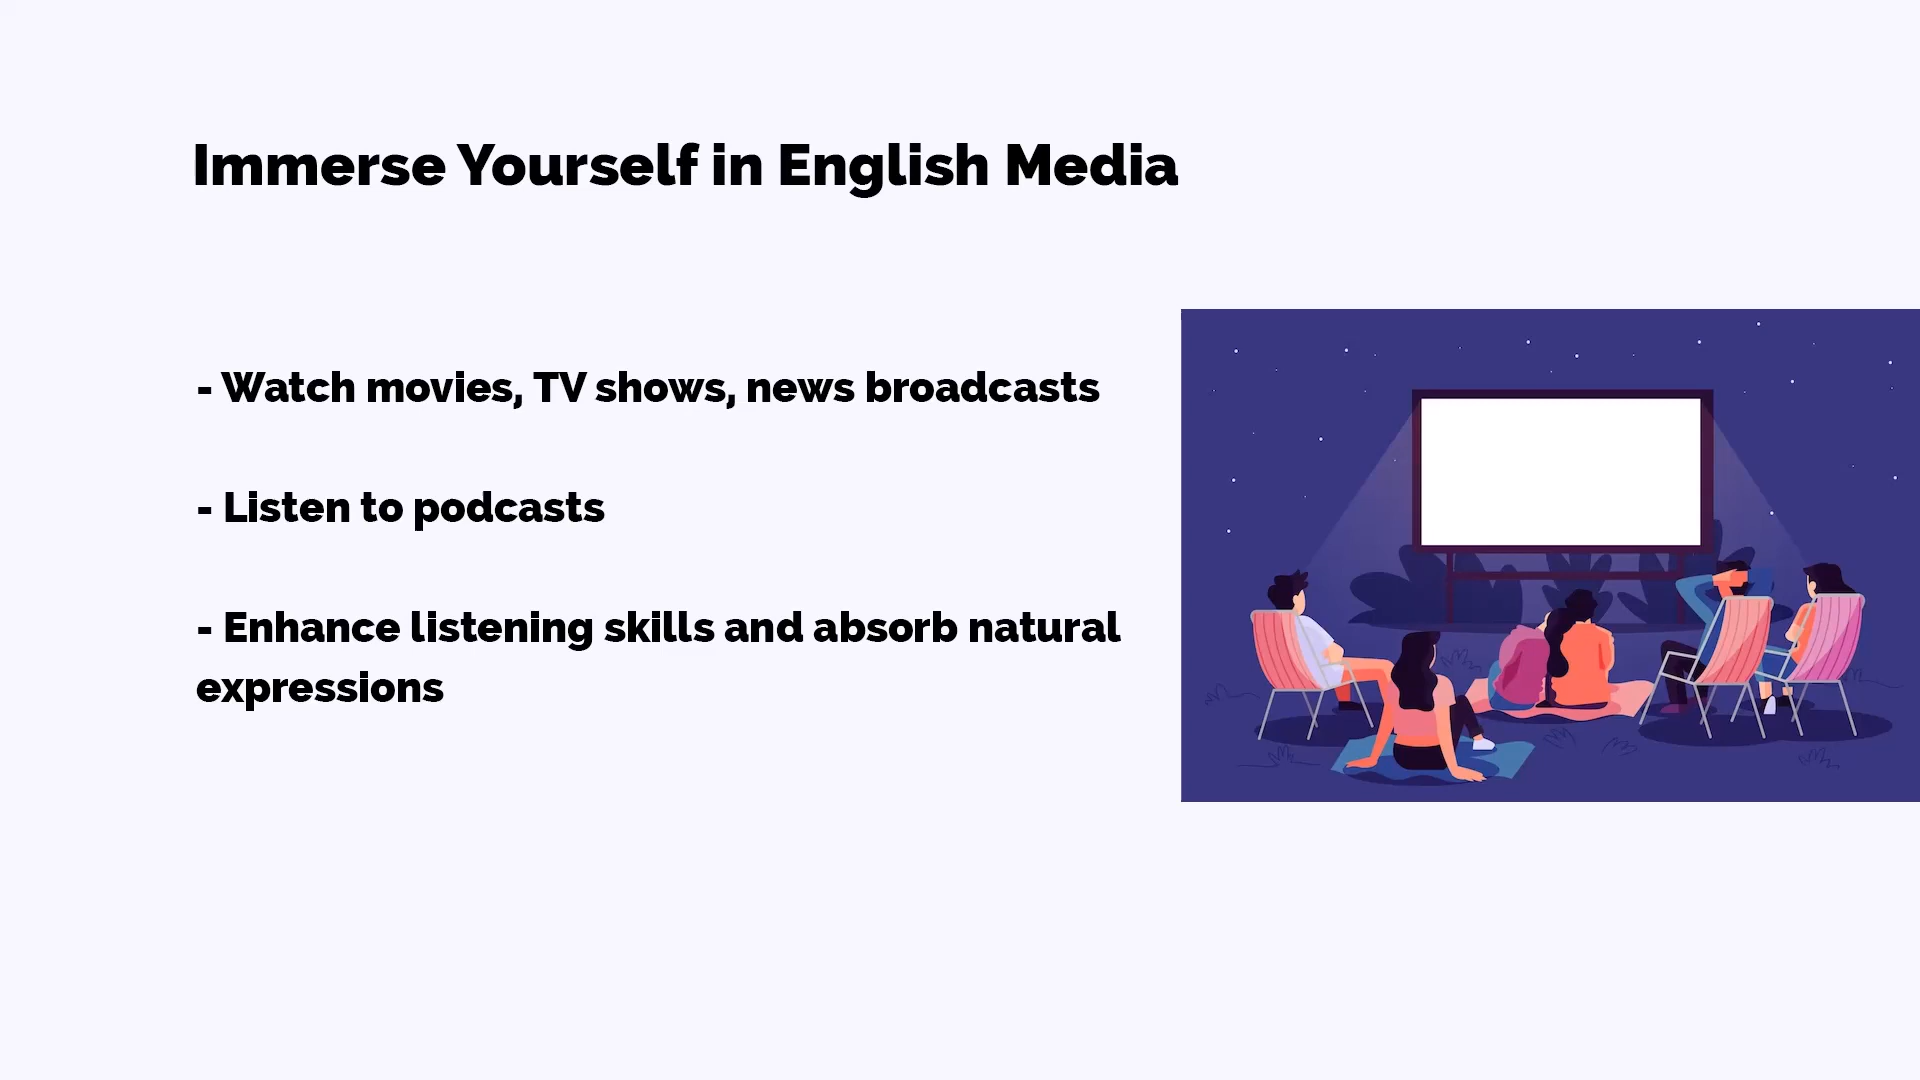 Immerse Yourself in English Media
- Watch movies, TV shows, news broadcasts
- Listen to podcasts
- Enhance listening skills and absorb natural
expressions